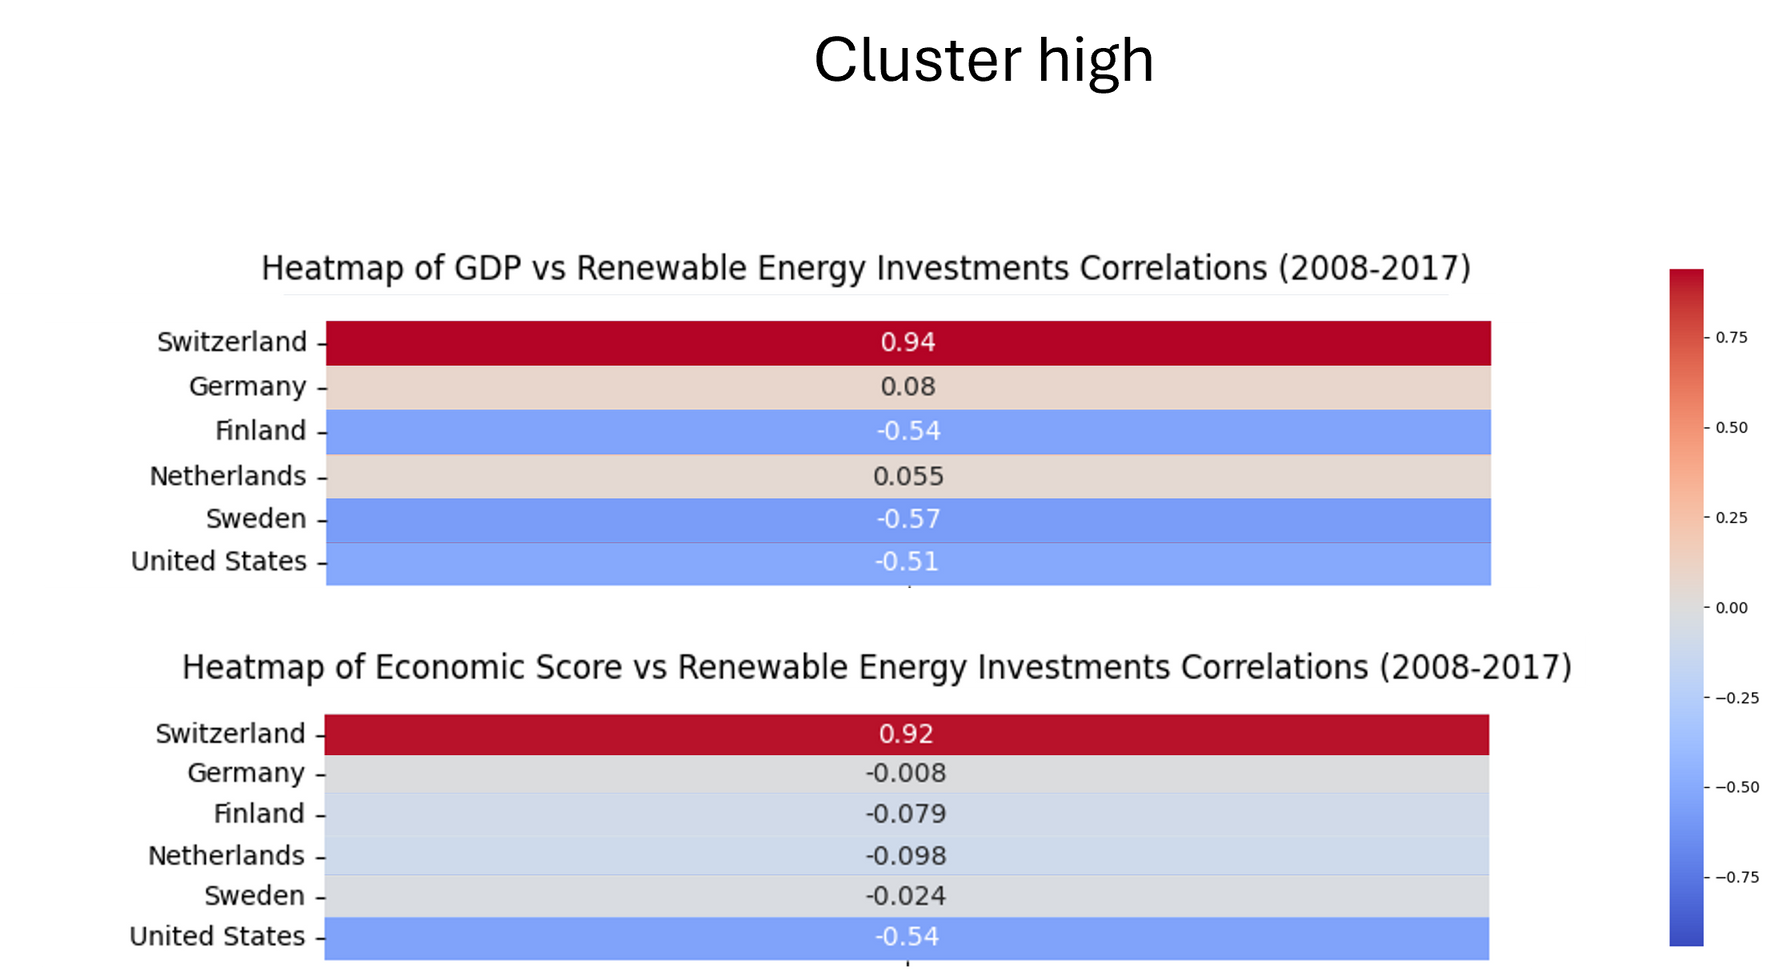 Cluster high
Heatmap of GDP vs Renewable Energy Investments Correlations (2008-2017)
Switzerland 0.94
Germany 0.08
Finland -0.54
Netherlands 0.055
Sweden -0.57
United States -0.51
Heatmap of Economic Score vs Renewable Energy Investments Correlations (2008-2017)
Switzerland 0.92
Germany -0.008
Finland -0.079
Netherlands -0.098
Sweden -0.024
United States -0.54
0.75
0.50
0.25
0.00
−0.25
−0.50
−0.75